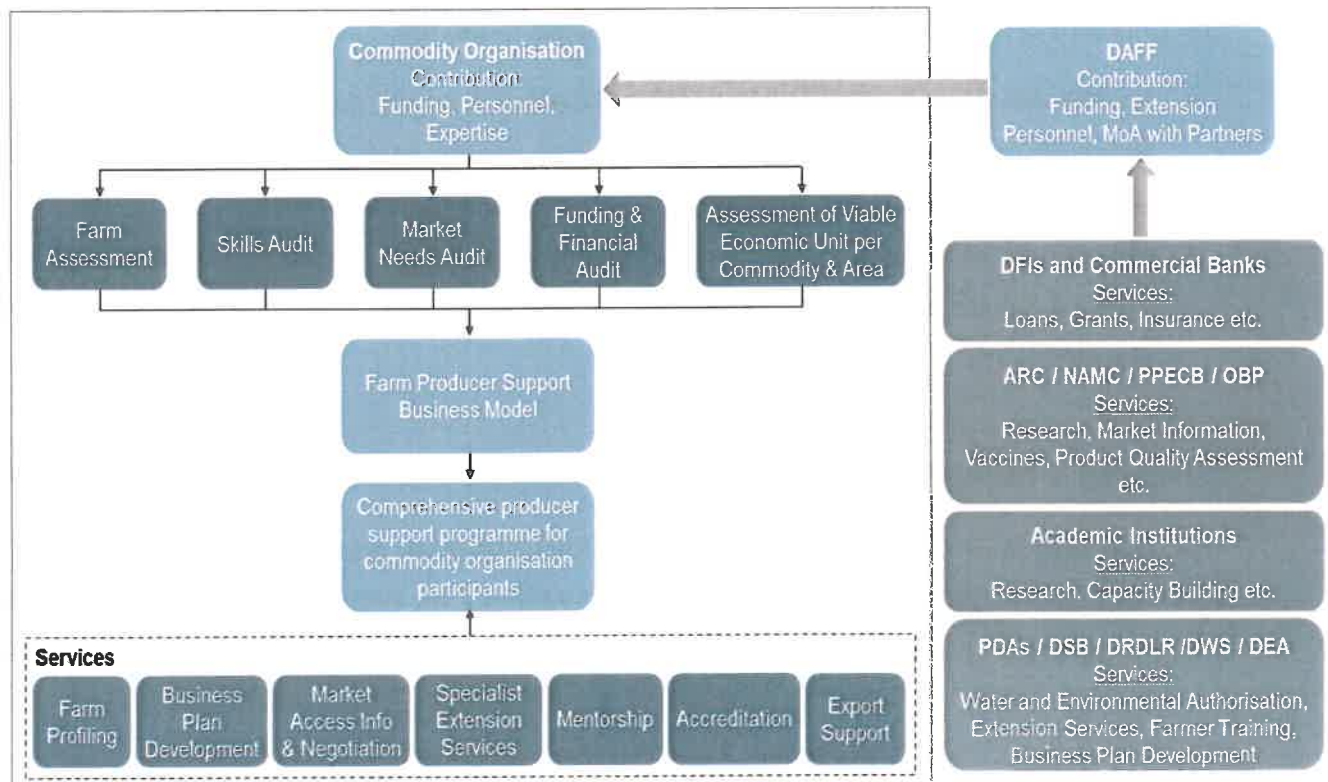 Commodity Organisation
Contribution:
Funding, Personnel,
Expertise
DAFF
Contribution:
Funding, Extension
Personnel, MoA with Partners
Farm
Assessment
Skills Audit
Market
Needs Audit
Funding &
Financial
Audit
Assessment of Viable
Economic Unit per
Commodity & Area
Farm Producer Support
Business Model
Comprehensive producer
support programme for
commodity organisation
participants
DFIs and Commercial Banks
Services:
Loans, Grants, Insurance etc.
ARC / NAMC / PPECB / OBP
Services:
Research, Market Information,
Vaccines, Product Quality Assessment
etc.
Academic Institutions
Services:
Research, Capacity Building etc.
PDAs / DSB / DRDLR /DWS / DEA
Services:
Water and Environmental Authorisation,
Extension Services, Farmer Training,
Business Plan Development
Services
Farm
Profiling
Business
Plan
Development
Market
Access Info
& Negotiation
Specialist
Extension
Services
Mentorship
Accreditation
Export
Support